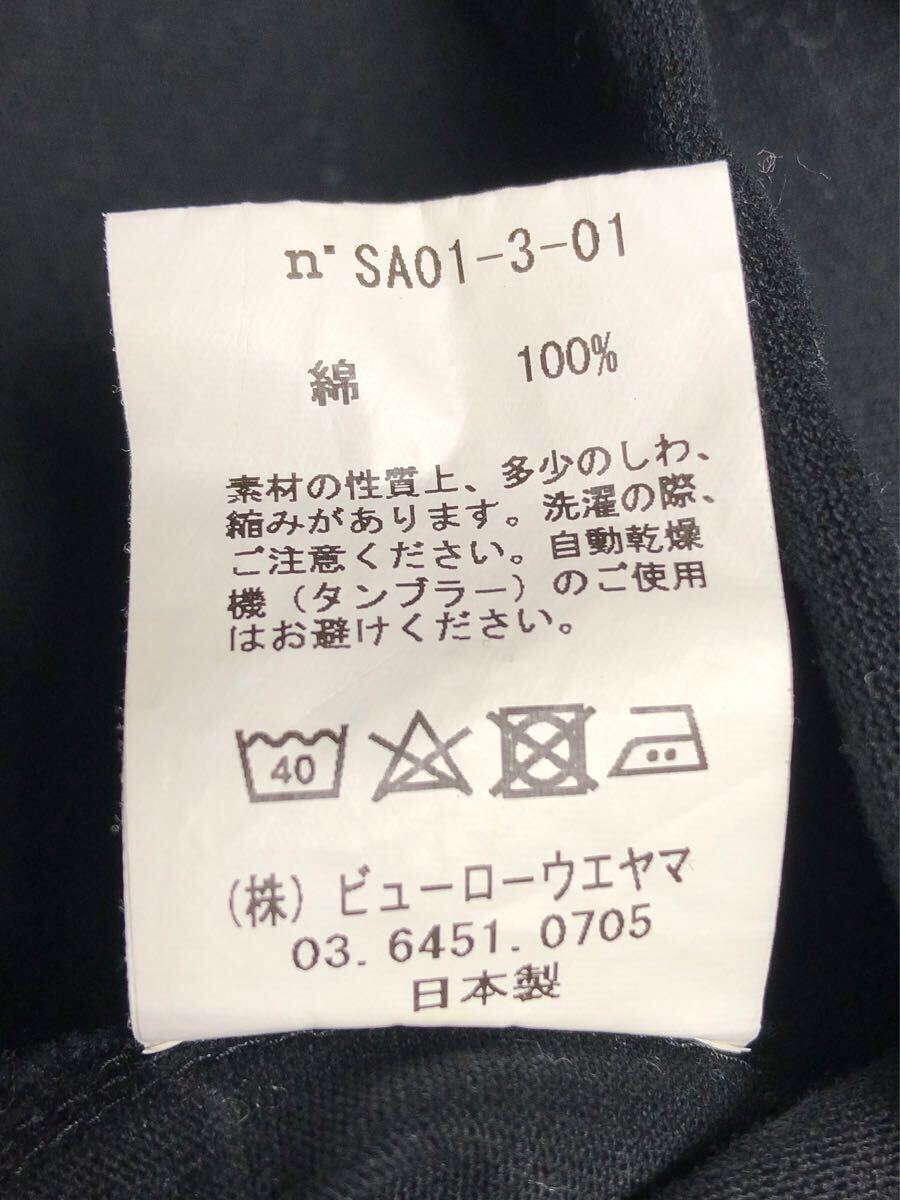 n° SA01-3-01
綿 100%
素材の性質上、多少のしわ、
縮みがあります。洗濯の際、
ご注意ください。自動乾燥
機（タンブラー）のご使用
はお避けください。
40
(株) ビューローウエヤマ
03. 6451. 0705
日本製